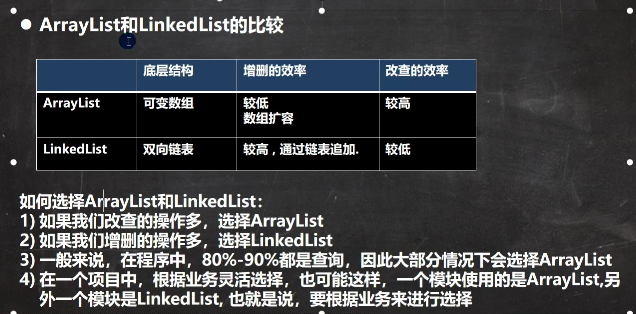 ArrayList和LinkedList的比较
底层结构 增删的效率 改查的效率
ArrayList 可变数组 较低 较高
数组扩容
LinkedList 双向链表 较高，通过链表追加. 较低
如何选择ArrayList和LinkedList：
1) 如果我们改查的操作多，选择ArrayList
2) 如果我们增删的操作多，选择LinkedList
3) 一般来说，在程序中，80%-90%都是查询，因此大部分情况下会选择ArrayList
4) 在一个项目中，根据业务灵活选择，也可能这样，一个模块使用的是ArrayList,另
外一个模块是LinkedList, 也就是说，要根据业务来进行选择